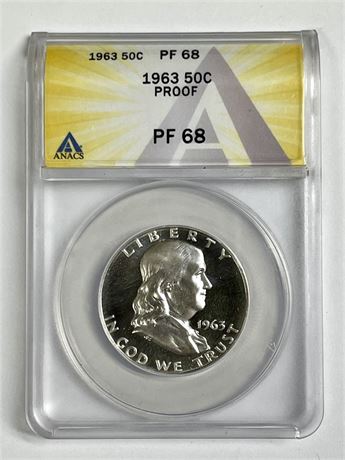 1963 50C PF 68
1963 50C
PROOF
PF 68
ANACS
LIBERTY
1963
IN GOD WE TRUST